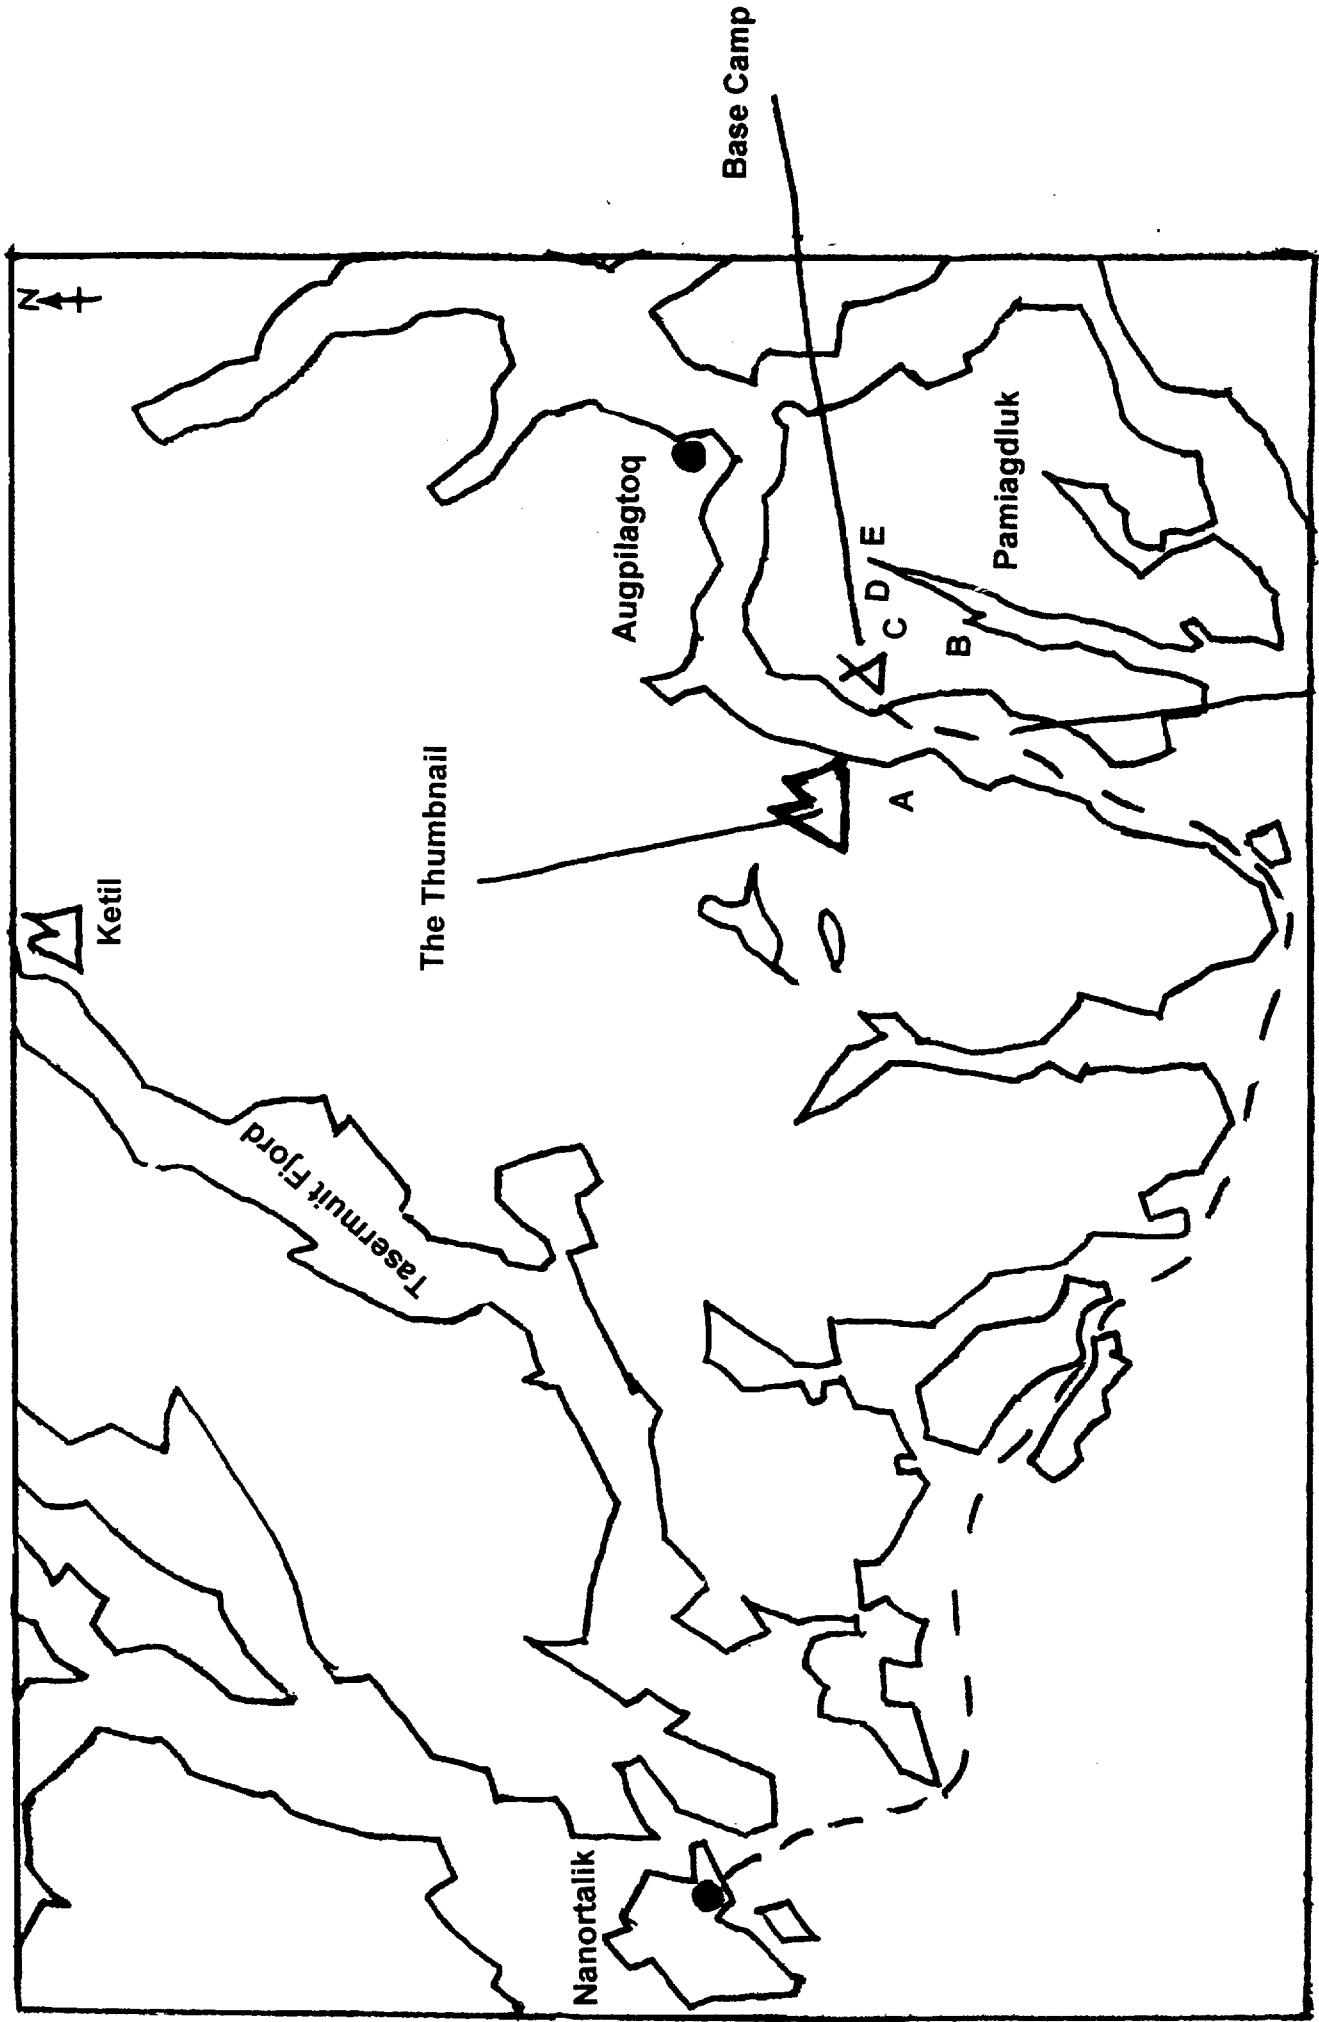 N
Ketil
Tasermuit Fjord
The Thumbnail
Augpilagtoq
Base Camp
Nanortalik
A
B
C
D
E
Pamiagdluk